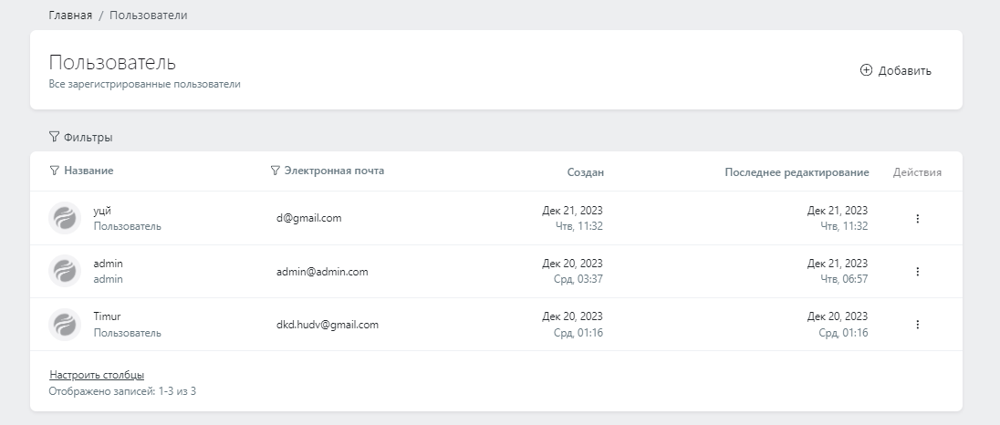 Главная / Пользователи
Пользователь
Все зарегистрированные пользователи
Добавить
Фильтры
Название Электронная почта Создан Последнее редактирование Действия
уцй d@gmail.com Дек 21, 2023 Дек 21, 2023
Пользователь Чтв, 11:32 Чтв, 11:32
admin admin@admin.com Дек 20, 2023 Дек 21, 2023
admin Срд, 03:37 Чтв, 06:57
Timur dkd.hudv@gmail.com Дек 20, 2023 Дек 20, 2023
Пользователь Срд, 01:16 Срд, 01:16
Настроить столбцы
Отображено записей: 1-3 из 3